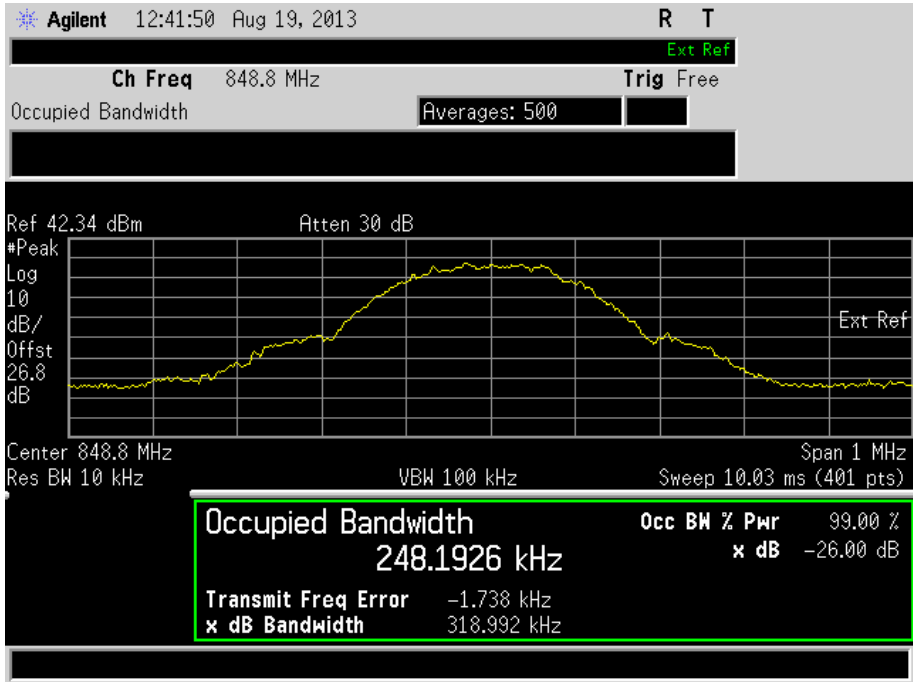 Agilent 12:41:50 Aug 19, 2013 R T
Ext Ref
Ch Freq 848.8 MHz Trig Free
Occupied Bandwidth Averages: 500
Ref 42.34 dBm Atten 30 dB
#Peak
Log
10
dB/
Offst
26.8
dB
Ext Ref
Center 848.8 MHz Span 1 MHz
Res BW 10 kHz VBW 100 kHz Sweep 10.03 ms (401 pts)
Occupied Bandwidth Occ BW % Pwr 99.00 %
248.1926 kHz x dB -26.00 dB
Transmit Freq Error -1.738 kHz
x dB Bandwidth 318.992 kHz